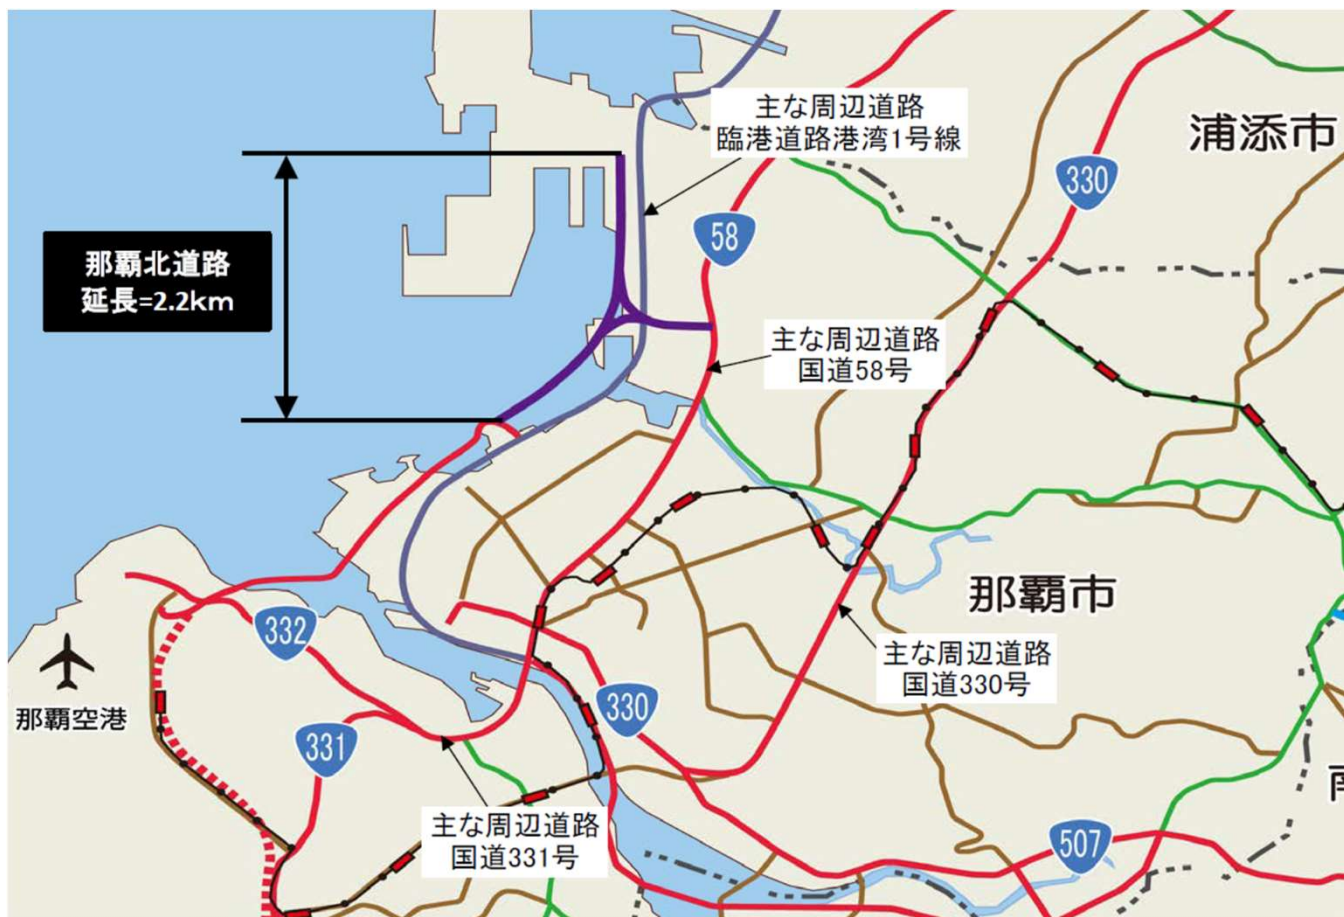 主な周辺道路
臨港道路港湾1号線
浦添市
330
58
那覇北道路
延長=2.2km
主な周辺道路
国道58号
那覇市
332
主な周辺道路
国道330号
那覇空港
330
331
主な周辺道路
国道331号
507